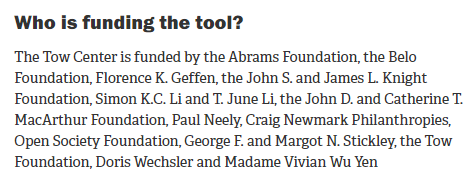 Who is funding the tool?
The Tow Center is funded by the Abrams Foundation, the Belo
Foundation, Florence K. Geffen, the John S. and James L. Knight
Foundation, Simon K.C. Li and T. June Li, the John D. and Catherine T.
MacArthur Foundation, Paul Neely, Craig Newmark Philanthropies,
Open Society Foundation, George F. and Margot N. Stickley, the Tow
Foundation, Doris Wechsler and Madame Vivian Wu Yen